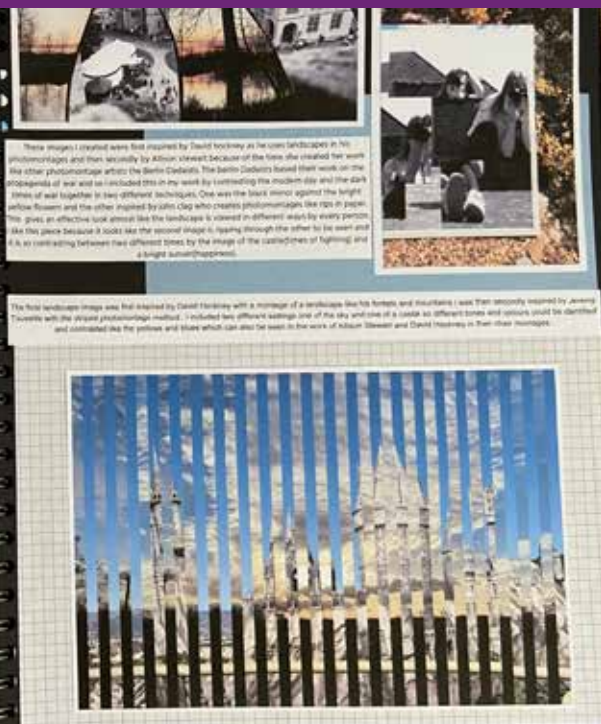 These images I created were first inspired by David hockney as he uses landscapes in his
photomontages and then secondly by Allison stewart because of the time she created her work
like other photomontage artists the Berlin Dadaists. The berlin Dadaists based their work on the
propaganda of war and so i included this in my work by contrasting the modern day and the dark
times of war together in two different techniques. One was the black mirror against the bright
yellow flowers and the other inspired by john clag who creates photomontages like rips in paper.
This gives an effective look almost like the landscape is viewed in different ways by every person.
like this piece because it looks like the second image is ripping through the other to be seen and
it is so contrasting between two different times by the image of the castle(times of fighting) and
a bright sunset(happiness).
The first landscape image was first inspired by David Hockney with a montage of a landscape like his forests and mountains i was then secondly inspired by Jeremy
with the striped photomontage method . I included two different settings one of the sky and one of a castle so different tones and colours could be identified
and contrasted like the yellows and blues which can also be seen in the work of Allison Stewart and David Hockney in their montages.